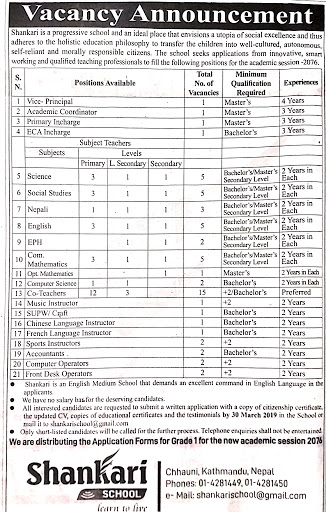 Vacancy Announcement
Shankari is a progressive school and an ideal place that envisions a utopia of social excellence and thus
adheres to the holistic education philosophy to transfer the children into well-cultured, autonomous,
self-reliant and morally responsible citizens. The school seeks applications from innovative, smart
working and qualified teaching professionals to fill the following positions for the academic session -2076.
S. N. Positions Available Total No. of Vacancies Minimum Qualification Required Experiences
1 Vice- Principal 1 Master's 4 Years
2 Academic Coordinator 1 Master's 3 Years
3 Primary Incharge 1 Master's 3 Years
4 ECA Incharge 1 Bachelor's 3 Years
Subject Teachers
Subjects Levels
Primary L. Secondary Secondary
5 Science 3 1 1 5 Bachelor's/Master's Secondary Level 2 Years in Each
6 Social Studies 3 1 1 5 Bachelor's/Master's Secondary Level 2 Years in Each
7 Nepali 1 1 1 3 Bachelor's/Master's Secondary Level 2 Years in Each
8 English 3 1 1 5 Bachelor's/Master's Secondary Level 2 Years in Each
9 EPH 1 1 2 Bachelor's/Master's Secondary Level 2 Years in Each
10 Com. Mathematics 3 1 1 5 Bachelor's/Master's Secondary Level 2 Years in Each
11 Opt. Mathematics 1 1 Master's 2 Years in Each
12 Computer Science 1 1 2 Bachelor's 2 Years in Each
13 Co-Teachers 12 3 15 +2/Bachelor's Preferred
14 Music Instructor 1 +2 2 Years
15 SUPW/ Craft 1 Bachelor's 2 Years
16 Chinese Language Instructor 1 Bachelor's 2 Years
17 French Language Instructor 1 Bachelor's 2 Years
18 Sports Instructors 2 +2 2 Years
19 Accountants 2 Bachelor's 2 Years
20 Computer Operators 2 +2 2 Years
21 Front Desk Operators 2 +2 2 Years
• Shankari is an English Medium School that demands an excellent command in English Language in the
applicants.
• We have no salary bar for the deserving candidates.
• All interested candidates are requested to submit a written application with a copy of citizenship certificate,
the updated CV, copies of educational certificates and the testimonials by 30 March 2019 in the School or
mail it to shankarischool@gmail.com
• Only short-listed candidates will be called for the further process. Telephone enquiries shall not be entertained.
We are distributing the Application Forms for Grade 1 for the new academic session 2076
Shankari
SCHOOL
learn to live
Chhauni, Kathmandu, Nepal
Phones: 01-4281449, 01-4281450
e- Mail: shankarischool@gmail.com